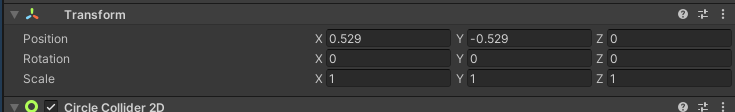 Transform
Position X 0.529 Y -0.529 Z 0
Rotation X 0 Y 0 Z 0
Scale X 1 Y 1 Z 1
Circle Collider 2D